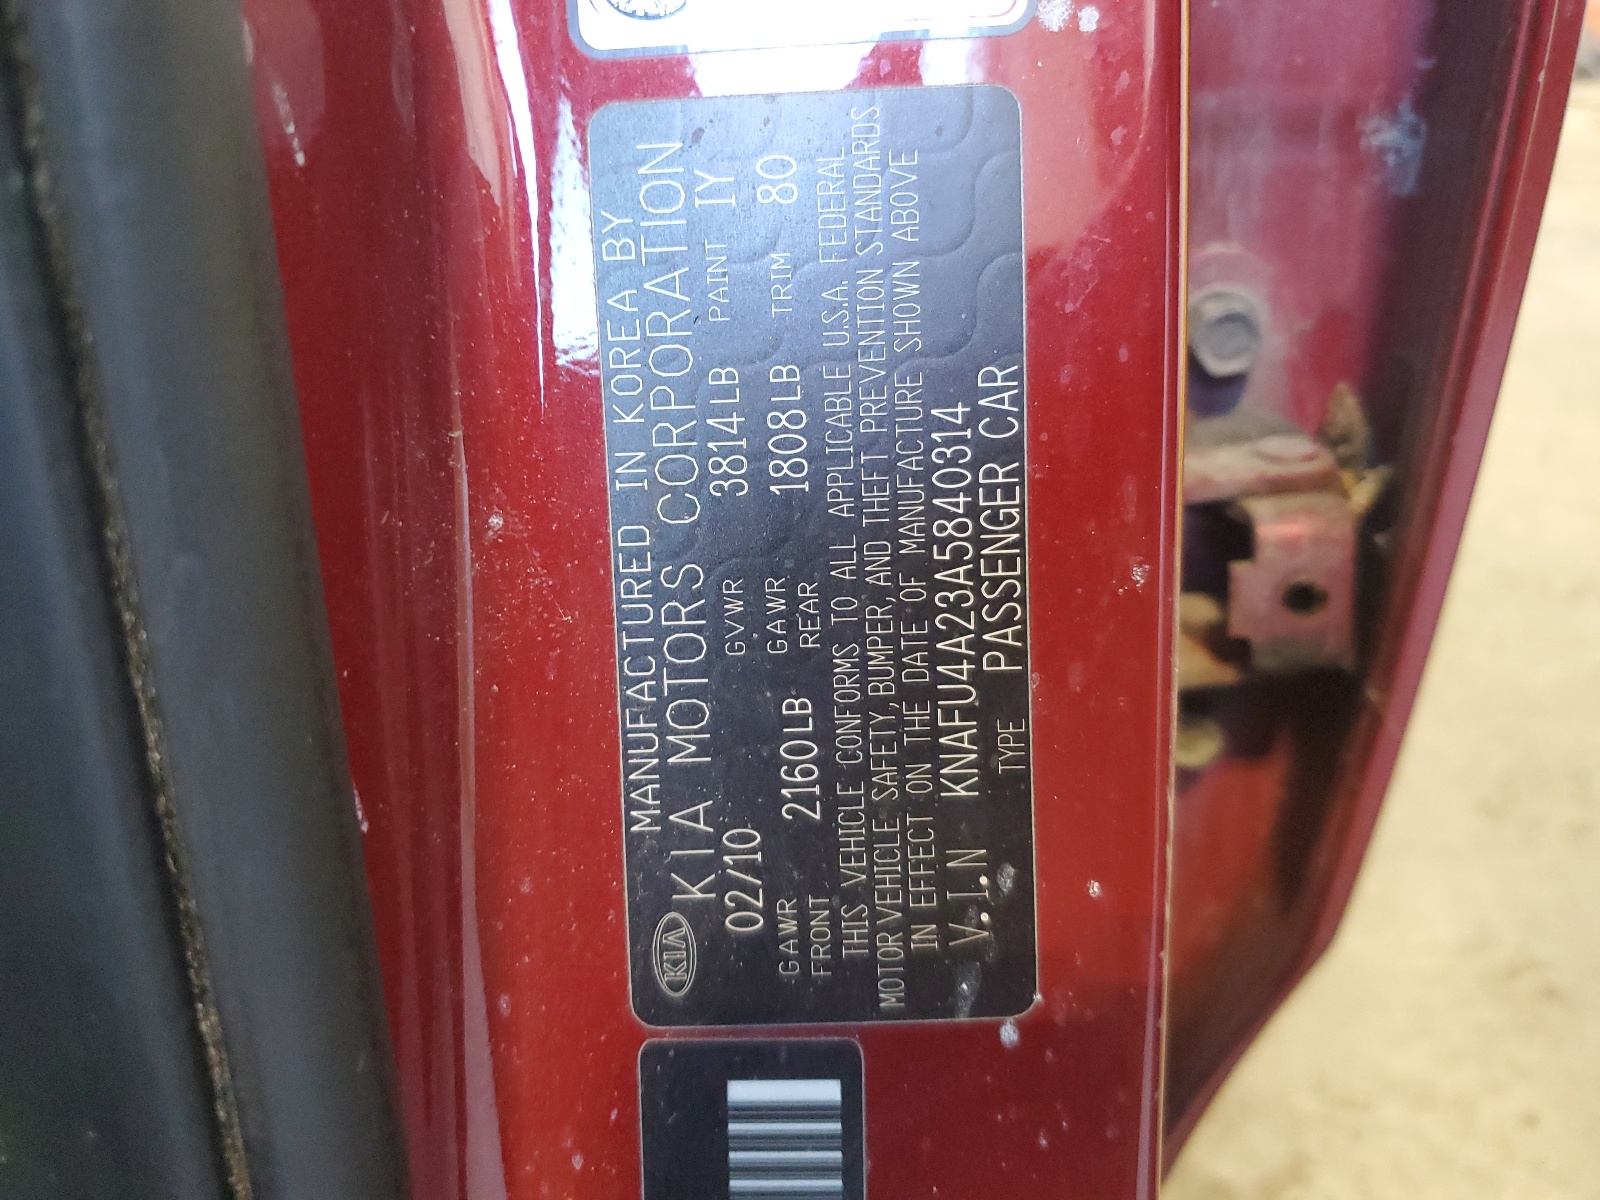 KIA MANUFACTURED IN KOREA BY
KIA MOTORS CORPORATION
02/10 GVWR 3814LB PAINT IY
GAWR FRONT 2160LB GAWR REAR 1808LB TRIM 80
THIS VEHICLE CONFORMS TO ALL APPLICABLE U.S.A. FEDERAL
MOTOR VEHICLE SAFETY, BUMPER, AND THEFT PREVENTION STANDARDS
IN EFFECT ON THE DATE OF MANUFACTURE SHOWN ABOVE
V.I.N KNAFU4A23A5840314
TYPE PASSENGER CAR